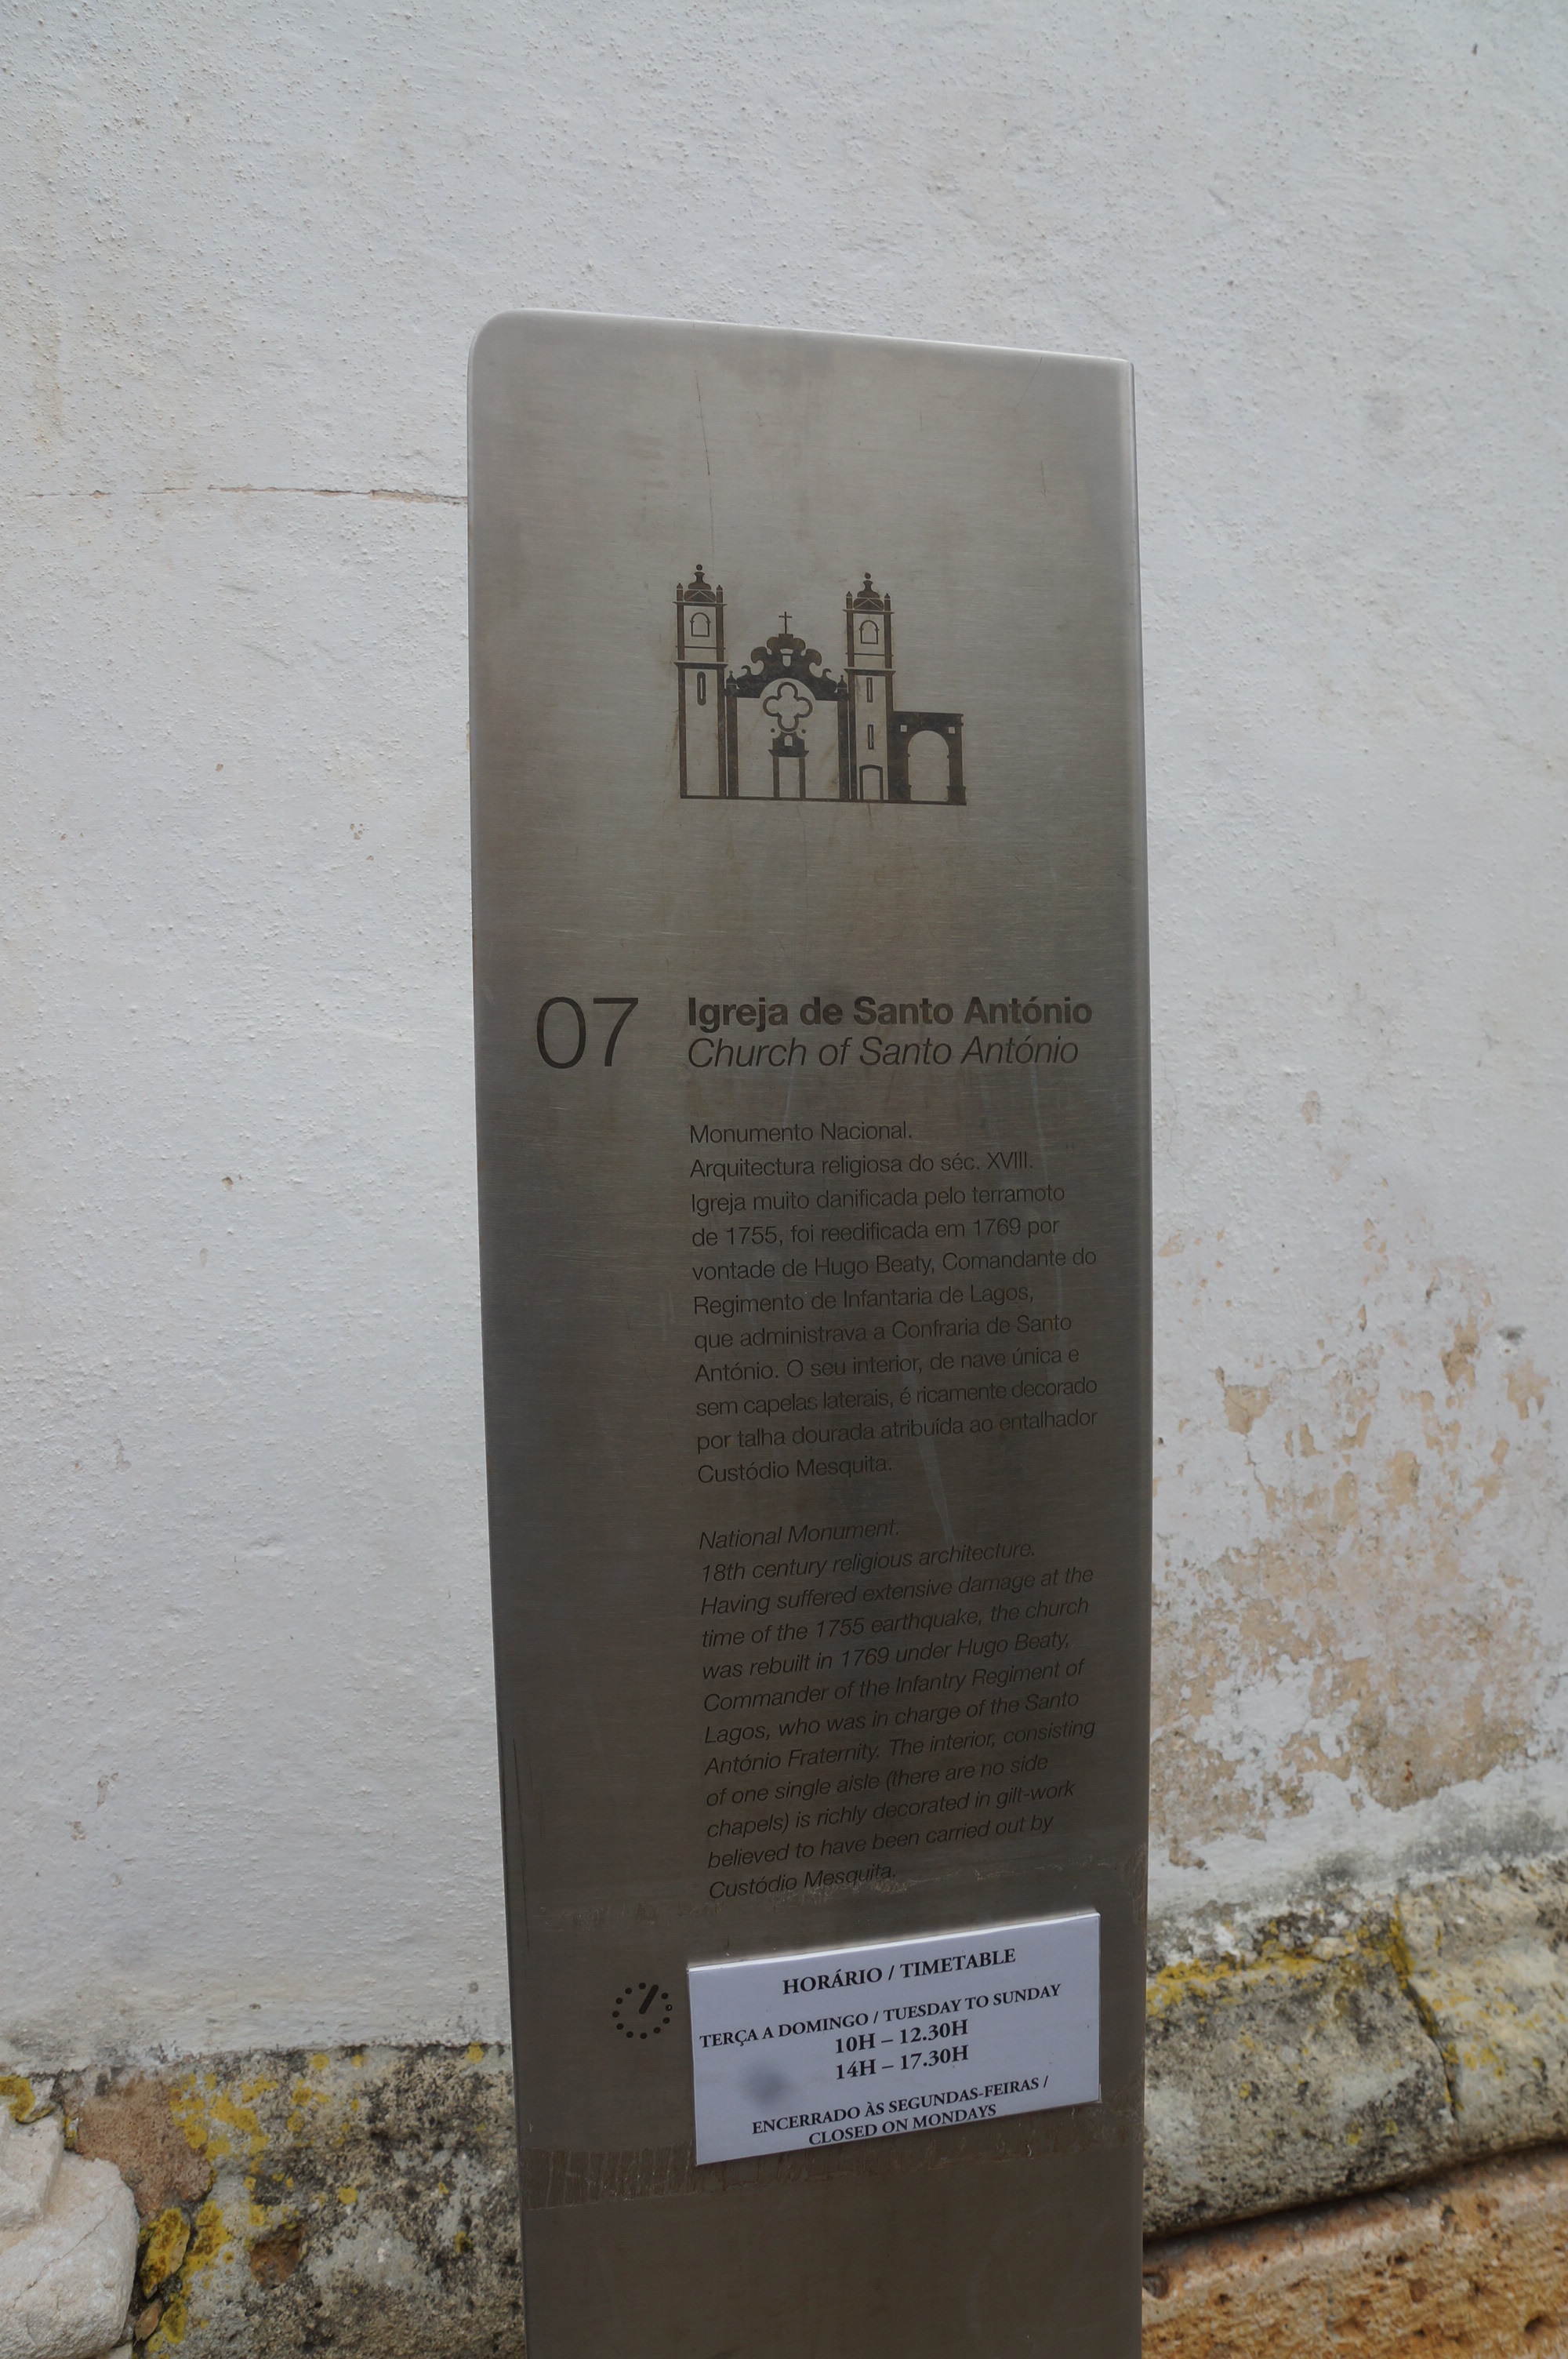 07
Igreja de Santo António
Church of Santo António
Monumento Nacional.
Arquitectura religiosa do séc. XVIII.
Igreja muito danificada pelo terramoto
de 1755, foi reedificada em 1769 por
vontade de Hugo Beaty, Comandante do
Regimento de Infantaria de Lagos,
que administrava a Confraria de Santo
António. O seu interior, de nave única e
sem capelas laterais, é ricamente decorado
por talha dourada atribuída ao entalhador
Custódio Mesquita.
National Monument.
18th century religious architecture.
Having suffered extensive damage at the
time of the 1755 earthquake, the church
was rebuilt in 1769 under Hugo Beaty,
Commander of the Infantry Regiment of
Lagos, who was in charge of the Santo
António Fraternity. The interior, consisting
of one single aisle (there are no side
chapels) is richly decorated in gilt-work
believed to have been carried out by
Custódio Mesquita.
HORÁRIO / TIMETABLE
TERÇA A DOMINGO / TUESDAY TO SUNDAY
10H – 12.30H
14H – 17.30H
ENCERRADO ÀS SEGUNDAS-FEIRAS /
CLOSED ON MONDAYS